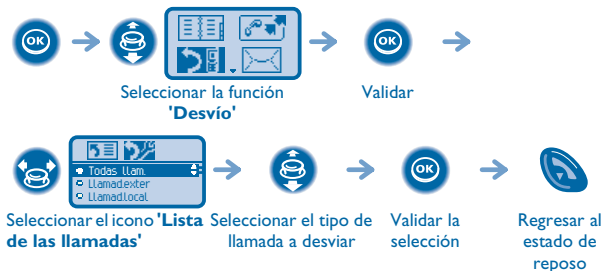 OK
OK
Seleccionar la función
'Desvío'
Validar
Todas llam.
Llamad.exter
Llamad.local
OK
Seleccionar el icono 'Lista
de las llamadas'
Seleccionar el tipo de
llamada a desviar
Validar la
selección
Regresar al
estado de
reposo